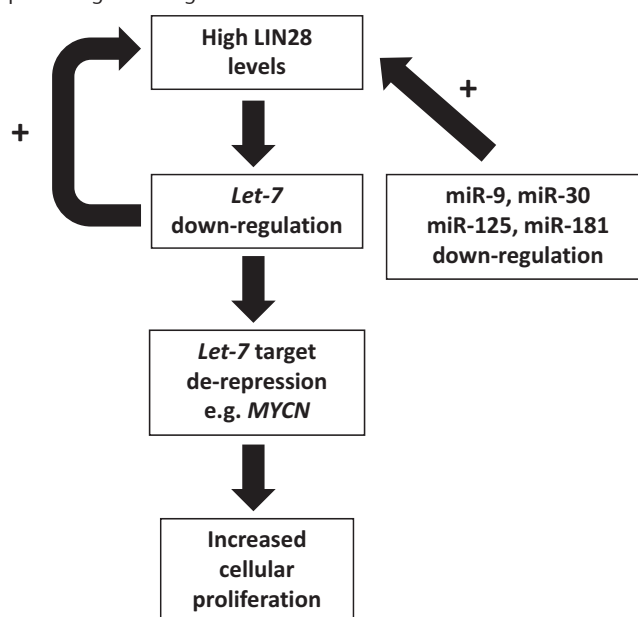 High LIN28
levels
+
+
Let-7
down-regulation
miR-9, miR-30
miR-125, miR-181
down-regulation
Let-7 target
de-repression
e.g. MYCN
Increased
cellular
proliferation